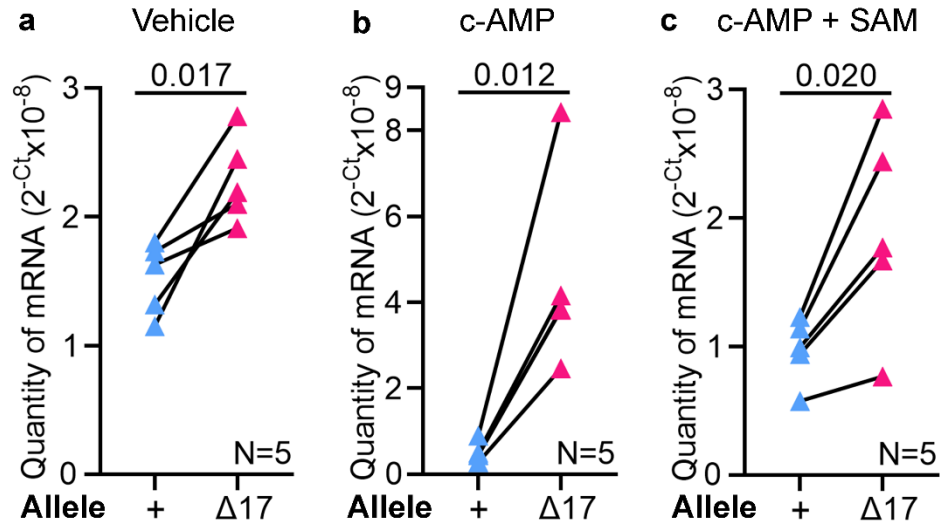 a Vehicle
0.017
Quantity of mRNA (2^-Ct x10^-8)
3
2
1
0
N=5
Allele + Δ17
b c-AMP
0.012
Quantity of mRNA (2^-Ct x10^-8)
9
8
6
4
2
0
N=5
+ Δ17
c c-AMP + SAM
0.020
Quantity of mRNA (2^-Ct x10^-8)
3
2
1
0
N=5
+ Δ17